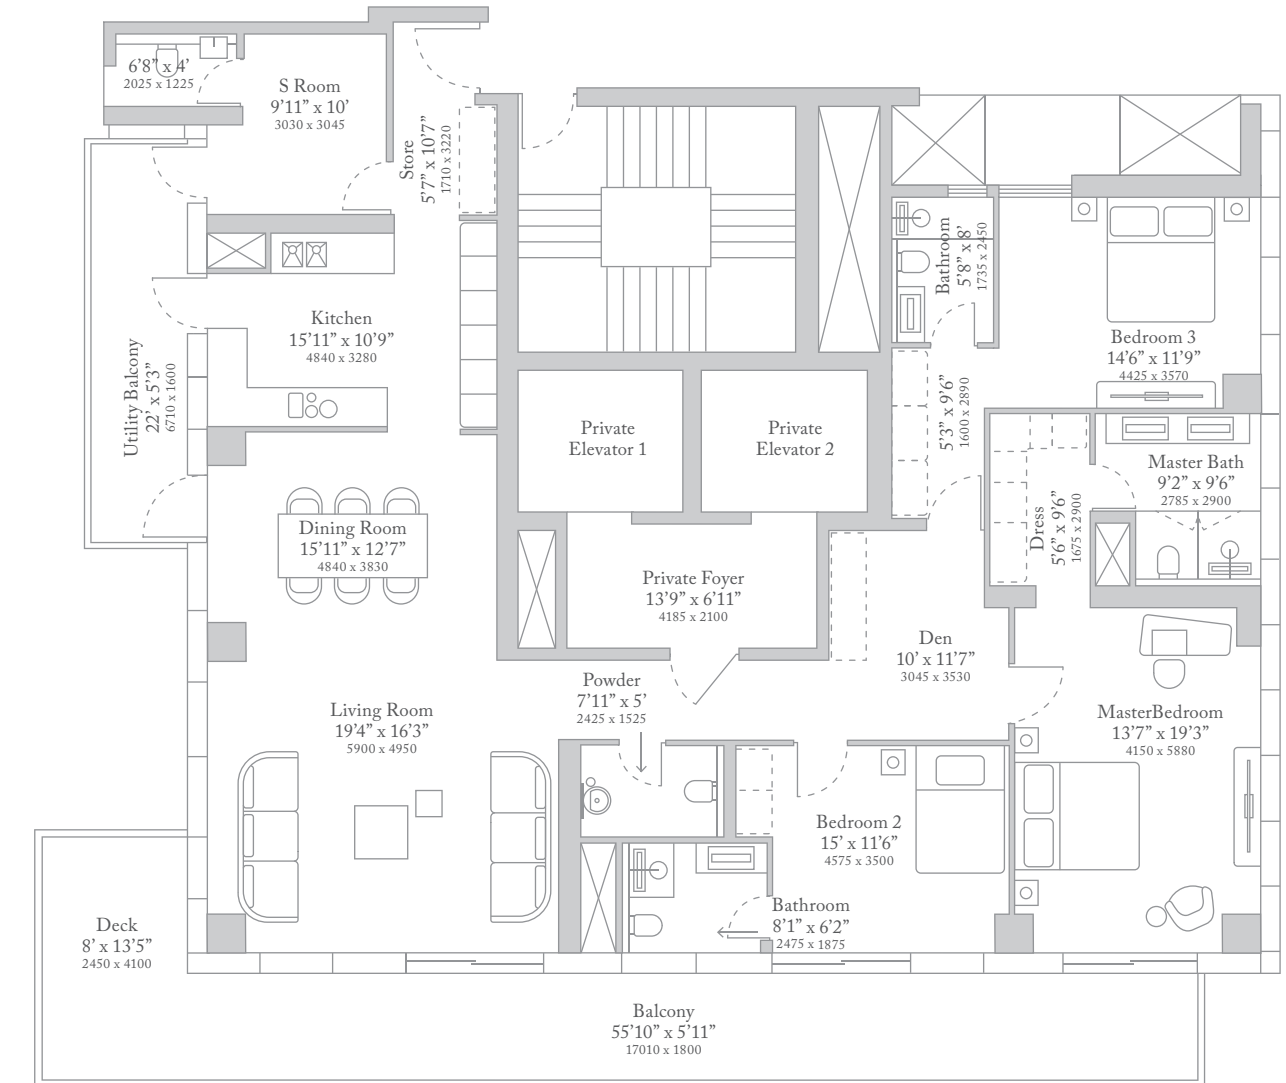 6’8” x 4’
2025 x 1225
S Room
9’11” x 10’
3030 x 3045
Store
5’7” x 10’7”
1710 x 3220
Kitchen
15’11” x 10’9”
4840 x 3280
Utility Balcony
22’ x 5’3”
6710 x 1600
Bathroom
5’8” x 8’
1735 x 2450
Bedroom 3
14’6” x 11’9”
4425 x 3570
5’3” x 9’6”
1600 x 2890
Private
Elevator 1
Private
Elevator 2
Master Bath
9’2” x 9’6”
2785 x 2900
Dress
5’6” x 9’6”
1675 x 2900
Dining Room
15’11” x 12’7”
4840 x 3830
Private Foyer
13’9” x 6’11”
4185 x 2100
Den
10’ x 11’7”
3045 x 3530
Powder
7’11” x 5’
2425 x 1525
Living Room
19’4” x 16’3”
5900 x 4950
MasterBedroom
13’7” x 19’3”
4150 x 5880
Bedroom 2
15’ x 11’6”
4575 x 3500
Bathroom
8’1” x 6’2”
2475 x 1875
Deck
8’ x 13’5”
2450 x 4100
Balcony
55’10” x 5’11”
17010 x 1800